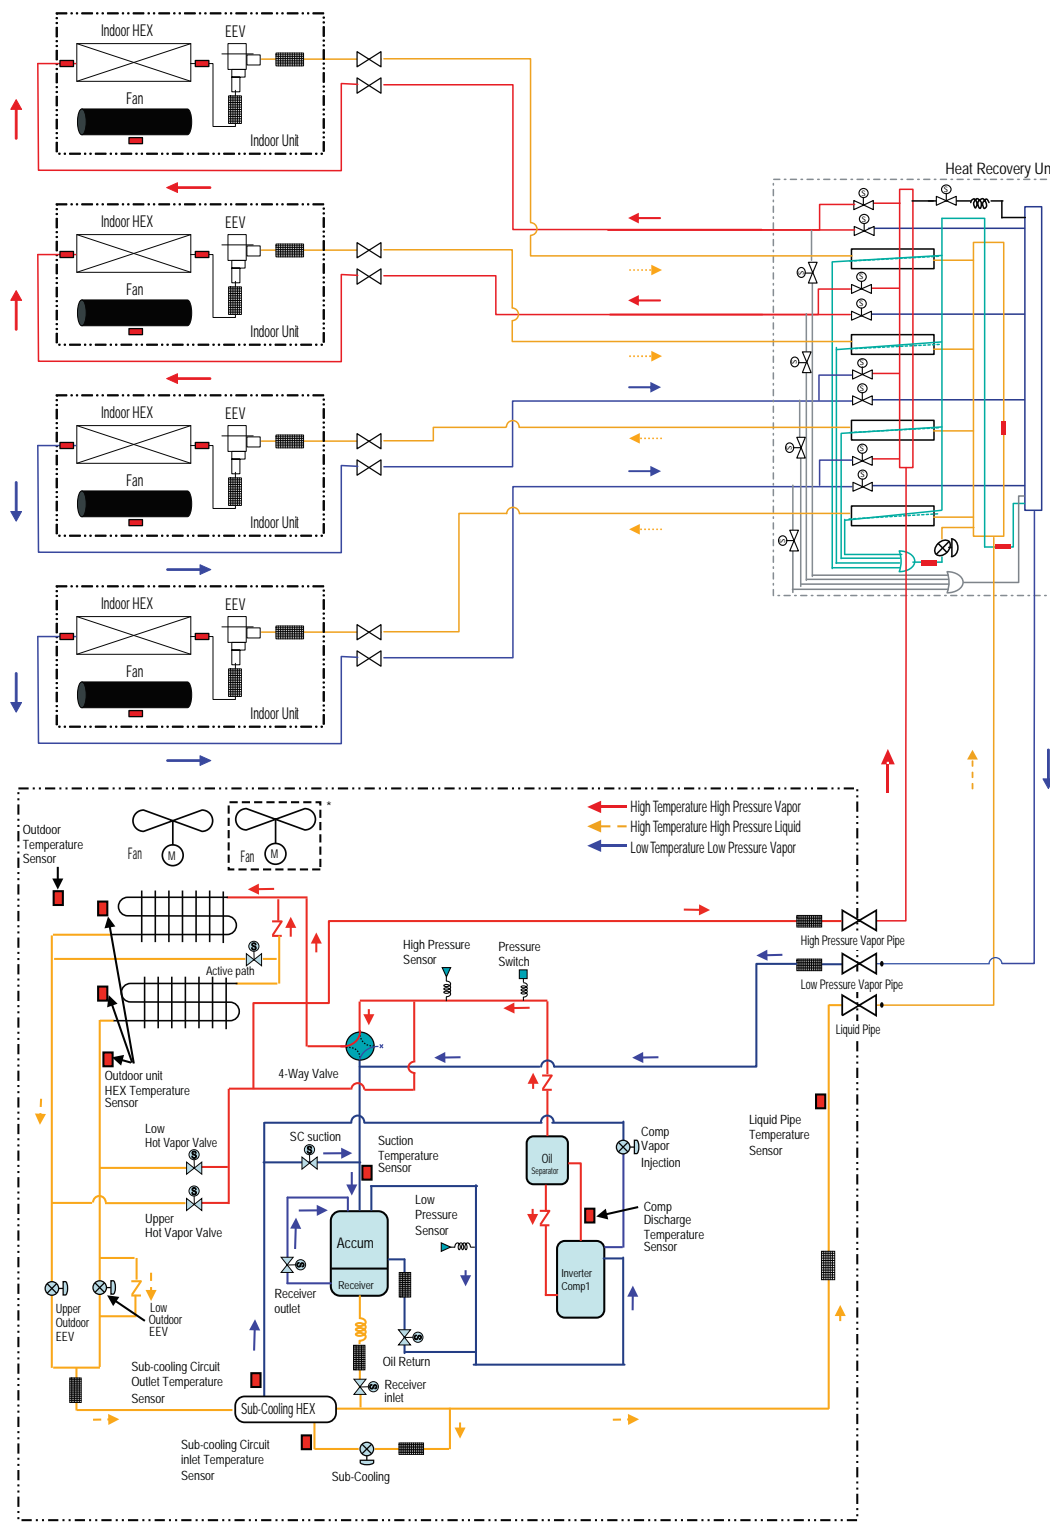 Indoor HEX
EEV
Fan
Indoor Unit
Heat Recovery Un
Indoor HEX
EEV
Fan
Indoor Unit
Indoor HEX
EEV
Fan
Indoor Unit
Indoor HEX
EEV
Fan
Indoor Unit
S
S
S
S
S
S
S
S
S
S
S
S
S
*
High Temperature High Pressure Vapor
High Temperature High Pressure Liquid
Low Temperature Low Pressure Vapor
Outdoor
Temperature
Sensor
Fan
M
Fan
M
High Pressure Vapor Pipe
Low Pressure Vapor Pipe
Liquid Pipe
High Pressure
Sensor
Pressure
Switch
S
Active path
4-Way Valve
Outdoor unit
HEX Temperature
Sensor
Low
Hot Vapor Valve
S
S
Upper
Hot Vapor Valve
SC suction
S
Suction
Temperature
Sensor
Oil
Separator
Comp
Vapor
Injection
Liquid Pipe
Temperature
Sensor
Low
Pressure
Sensor
Comp
Discharge
Temperature
Sensor
Accum
Receiver
Inverter
Comp1
S
Receiver
outlet
Upper
Outdoor
EEV
Low
Outdoor
EEV
S
Oil Return
Sub-cooling Circuit
Outlet Temperature
Sensor
S
Receiver
inlet
Sub-Cooling HEX
Sub-cooling Circuit
inlet Temperature
Sensor
Sub-Cooling